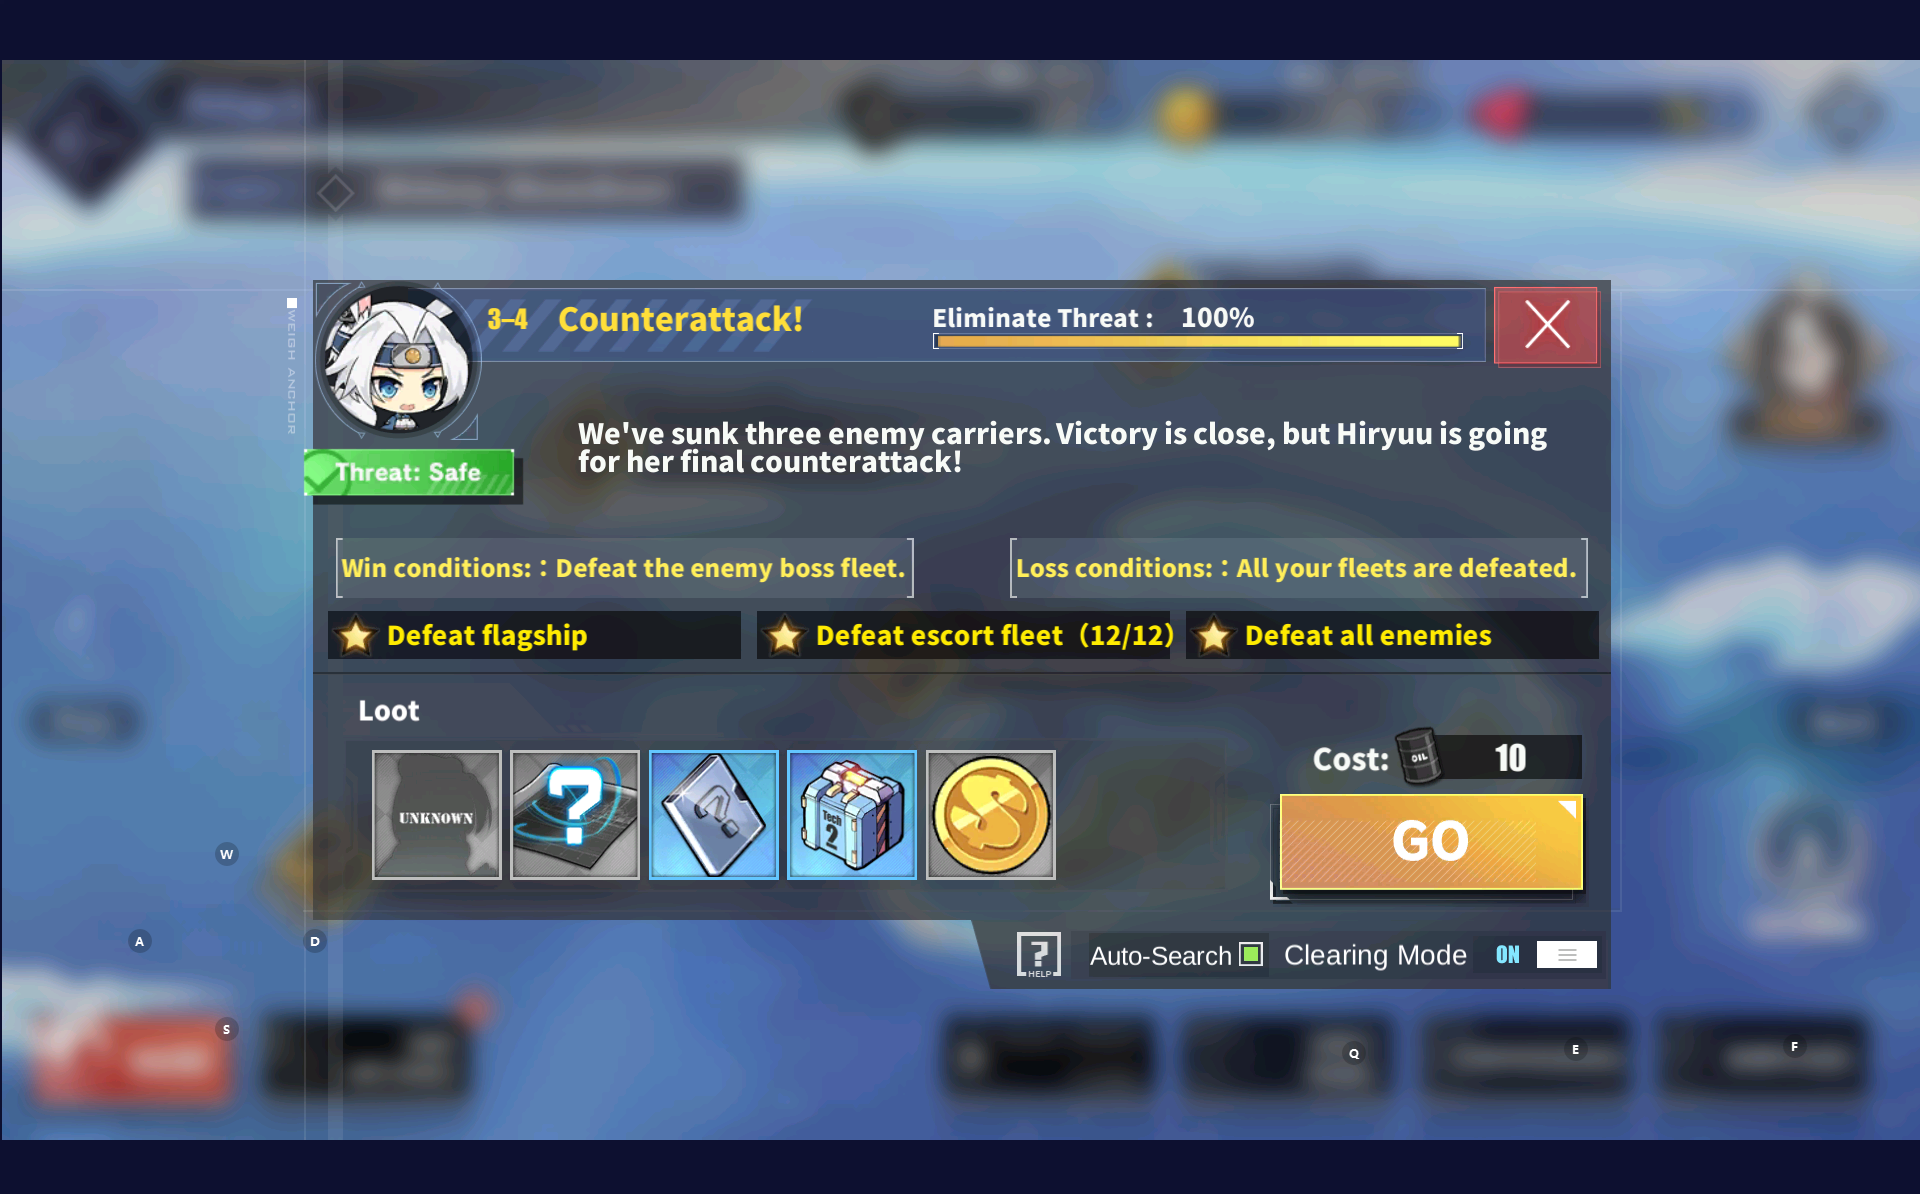 WEIGH ANCHOR
3-4 Counterattack!
Eliminate Threat : 100%
We've sunk three enemy carriers. Victory is close, but Hiryuu is going
for her final counterattack!
Threat: Safe
Win conditions: : Defeat the enemy boss fleet.
Loss conditions: : All your fleets are defeated.
Defeat flagship
Defeat escort fleet (12/12)
Defeat all enemies
Loot
UNKNOWN
?
?
Tech
2
Cost: OIL 10
GO
W
A
D
S
? HELP
Auto-Search
Clearing Mode ON
Q
E
F